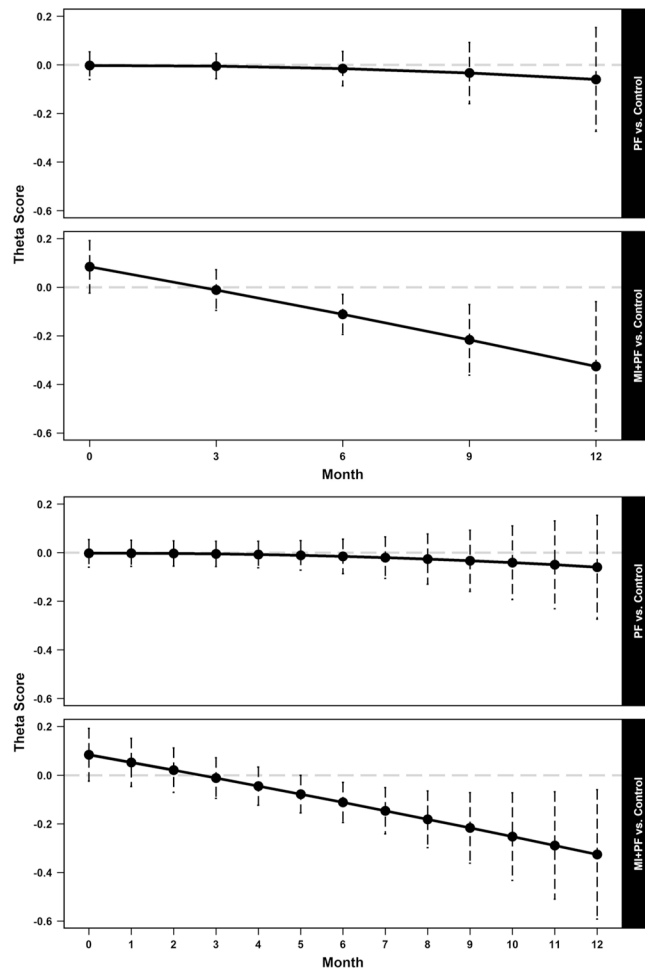 Theta Score
0.2
0.0
-0.2
-0.4
-0.6
PF vs. Control
0.2
0.0
-0.2
-0.4
-0.6
MI+PF vs. Control
0 3 6 9 12
Month
Theta Score
0.2
0.0
-0.2
-0.4
-0.6
PF vs. Control
0.2
0.0
-0.2
-0.4
-0.6
MI+PF vs. Control
0 1 2 3 4 5 6 7 8 9 10 11 12
Month